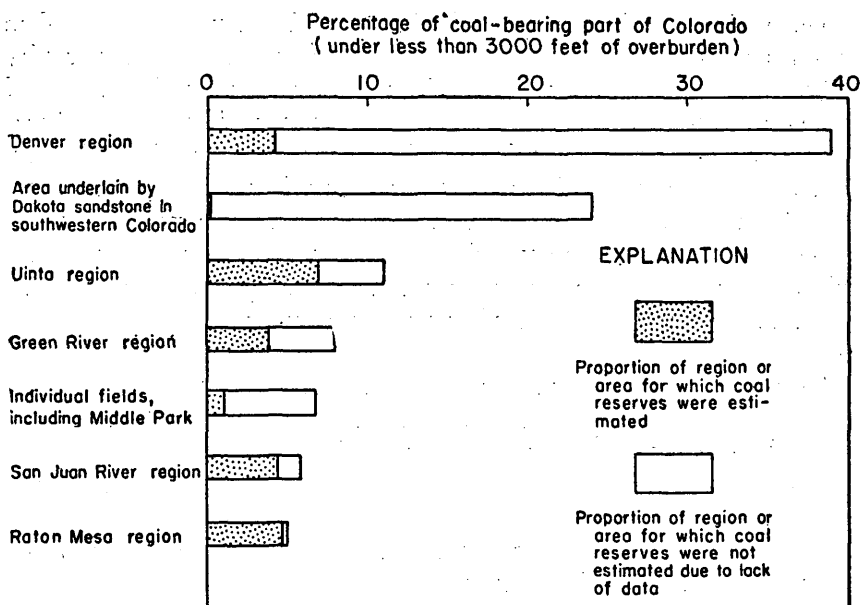 Percentage of coal-bearing part of Colorado
(under less than 3000 feet of overburden)
0 10 20 30 40
Denver region
Area underlain by
Dakota sandstone in
southwestern Colorado
Uinta region
Green River region
Individual fields,
including Middle Park
San Juan River region
Raton Mesa region
EXPLANATION
Proportion of region or
area for which coal
reserves were esti-
mated
Proportion of region or
area for which coal
reserves were not
estimated due to lack
of data